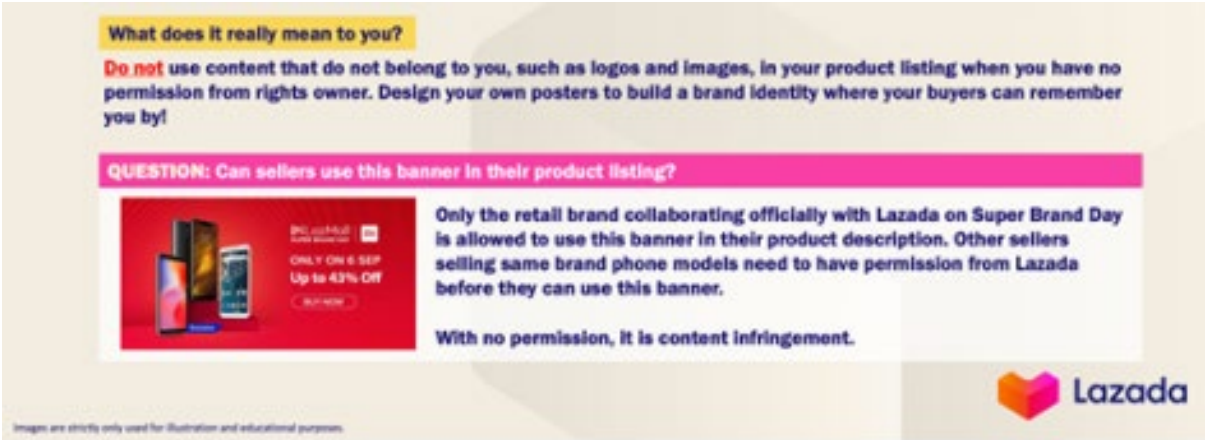 What does it really mean to you?
Do not use content that do not belong to you, such as logos and images, in your product listing when you have no
permission from rights owner. Design your own posters to build a brand identity where your buyers can remember
you by!
QUESTION: Can sellers use this banner in their product listing?
LazMall
SUPER BRAND DAY
ONLY ON 6 SEP
Up to 43% Off
BUY NOW
Only the retail brand collaborating officially with Lazada on Super Brand Day
is allowed to use this banner in their product description. Other sellers
selling same brand phone models need to have permission from Lazada
before they can use this banner.
With no permission, it is content infringement.
Lazada
Images are strictly only used for illustration and educational purposes.